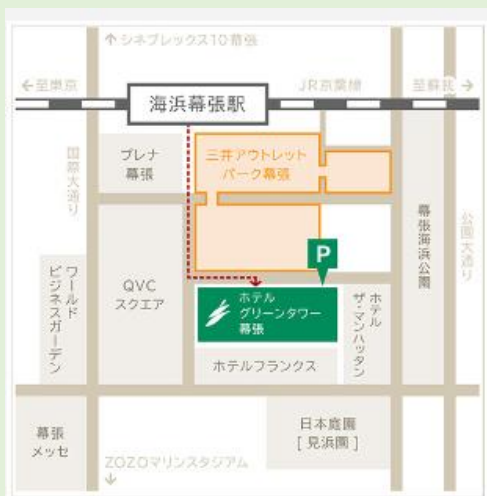 ↑シネプレックス10幕張
←至東京
海浜幕張駅
JR京葉線
至蘇我→
国際大通り
プレナ
幕張
三井アウトレット
パーク幕張
幕張海浜公園
公園大通り
P
ワールド
ビジネスガーデン
QVC
スクエア
ホテル
グリーンタワー
幕張
ホテル
ザ・マンハッタン
ホテルフランクス
幕張
メッセ
日本庭園
[見浜園]
ZOZOマリンスタジアム
↓